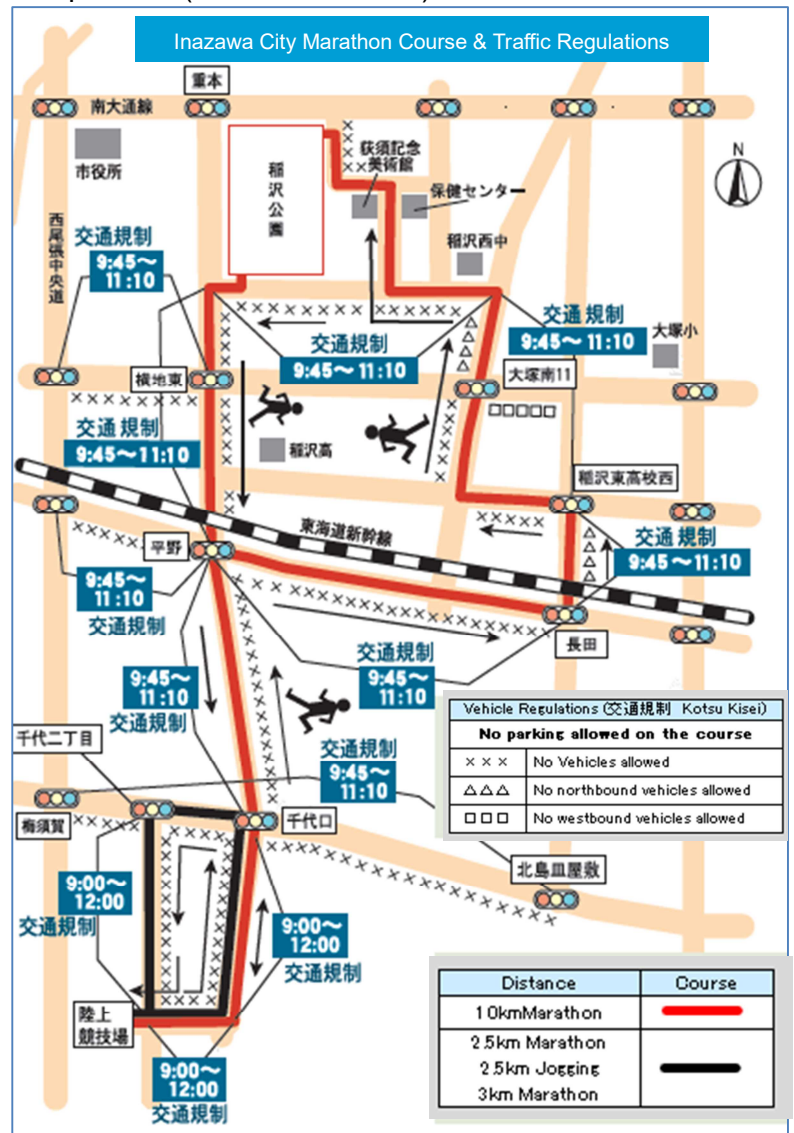 Inazawa City Marathon Course & Traffic Regulations
重本
南大通線
市役所
稲沢公園
荻須記念
美術館
保健センター
N
西尾張中央道
交通規制
9:45～
11:10
稲沢西中
交通規制
9:45～11:10
交通規制
9:45～11:10
大塚小
横地東
大塚南11
交通規制
9:45～11:10
稲沢高
稲沢東高校西
東海道新幹線
平野
交通規制
9:45～11:10
9:45～
11:10
交通規制
長田
交通規制
9:45～
11:10
9:45～
11:10
交通規制
Vehicle Regulations (交通規制 Kotsu Kisei)
No parking allowed on the course
××× No Vehicles allowed
△△△ No northbound vehicles allowed
□□□ No westbound vehicles allowed
千代二丁目
交通規制
9:45～
11:10
梅須賀
千代口
北島皿屋敷
9:00～
12:00
交通規制
9:00～
12:00
交通規制
陸上
競技場
9:00～
12:00
交通規制
Distance Course
10kmMarathon
2.5km Marathon
2.5km Jogging
3km Marathon